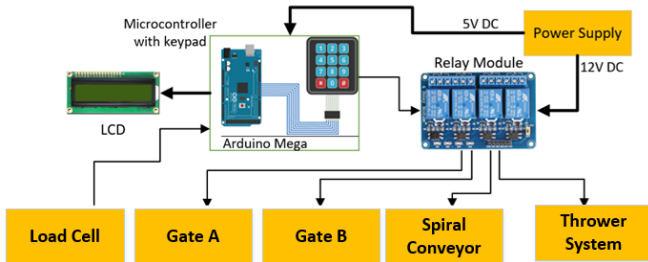 Microcontroller
with keypad
5V DC
Power Supply
12V DC
Relay Module
LCD
Arduino Mega
Load Cell
Gate A
Gate B
Spiral
Conveyor
Thrower
System